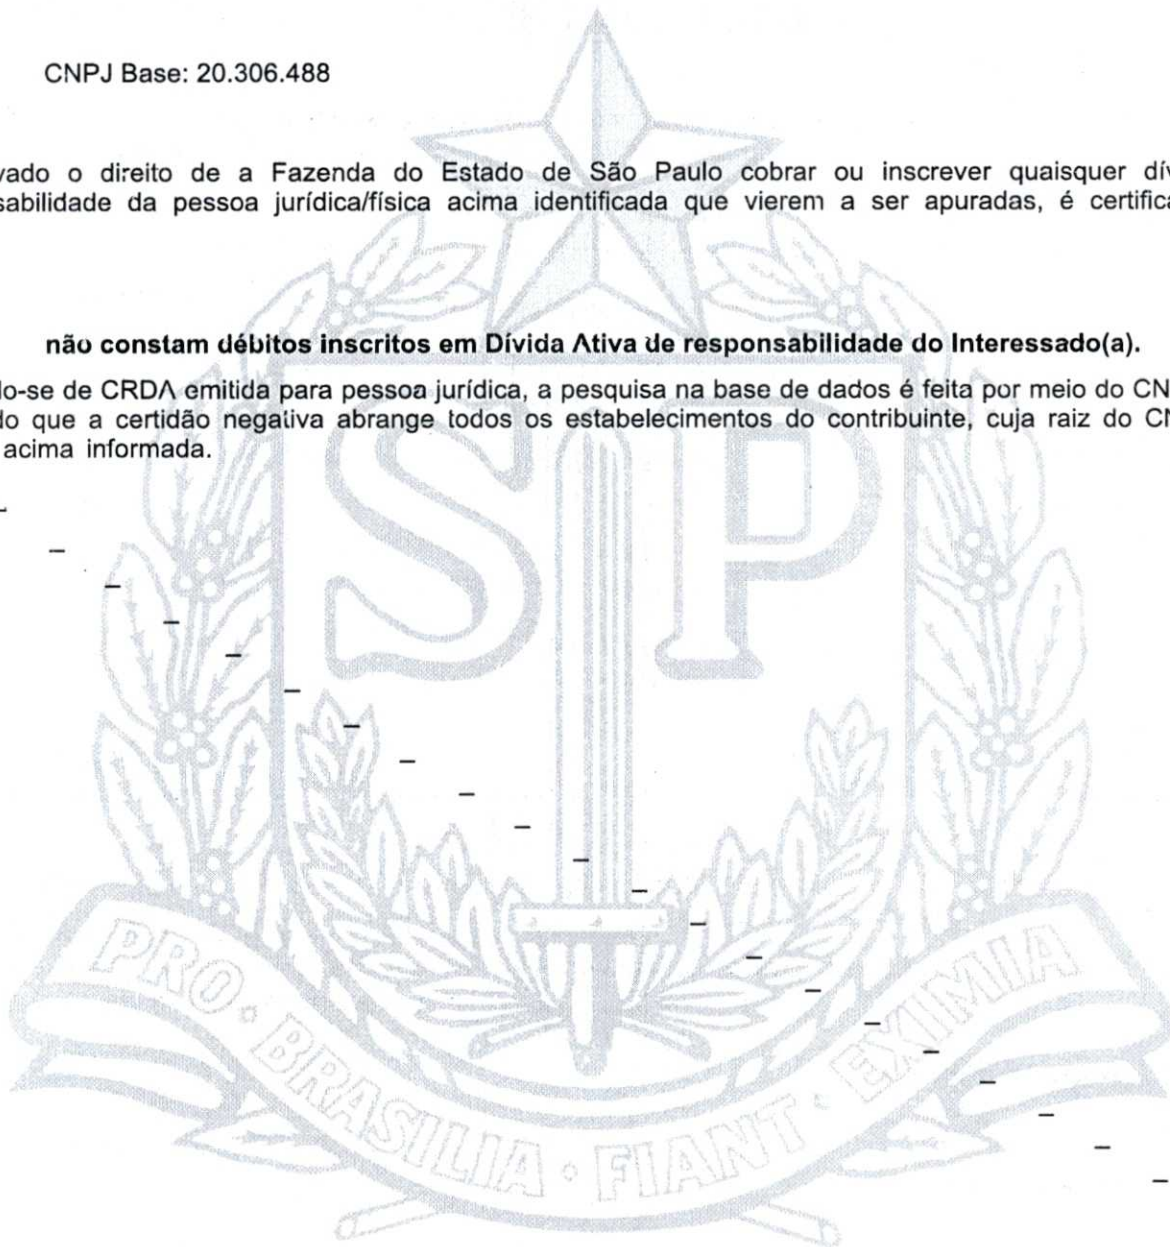 CNPJ Base: 20.306.488
vado o direito de a Fazenda do Estado de São Paulo cobrar ou inscrever quaisquer dív
sabilidade da pessoa jurídica/física acima identificada que vierem a ser apuradas, é certifica
não constam débitos inscritos em Dívida Ativa de responsabilidade do Interessado(a).
do-se de CRDA emitida para pessoa jurídica, a pesquisa na base de dados é feita por meio do CN
do que a certidão negativa abrange todos os estabelecimentos do contribuinte, cuja raiz do CN
acima informada.
SP
PRO • BRASILIA • FIANT • EXIMIA